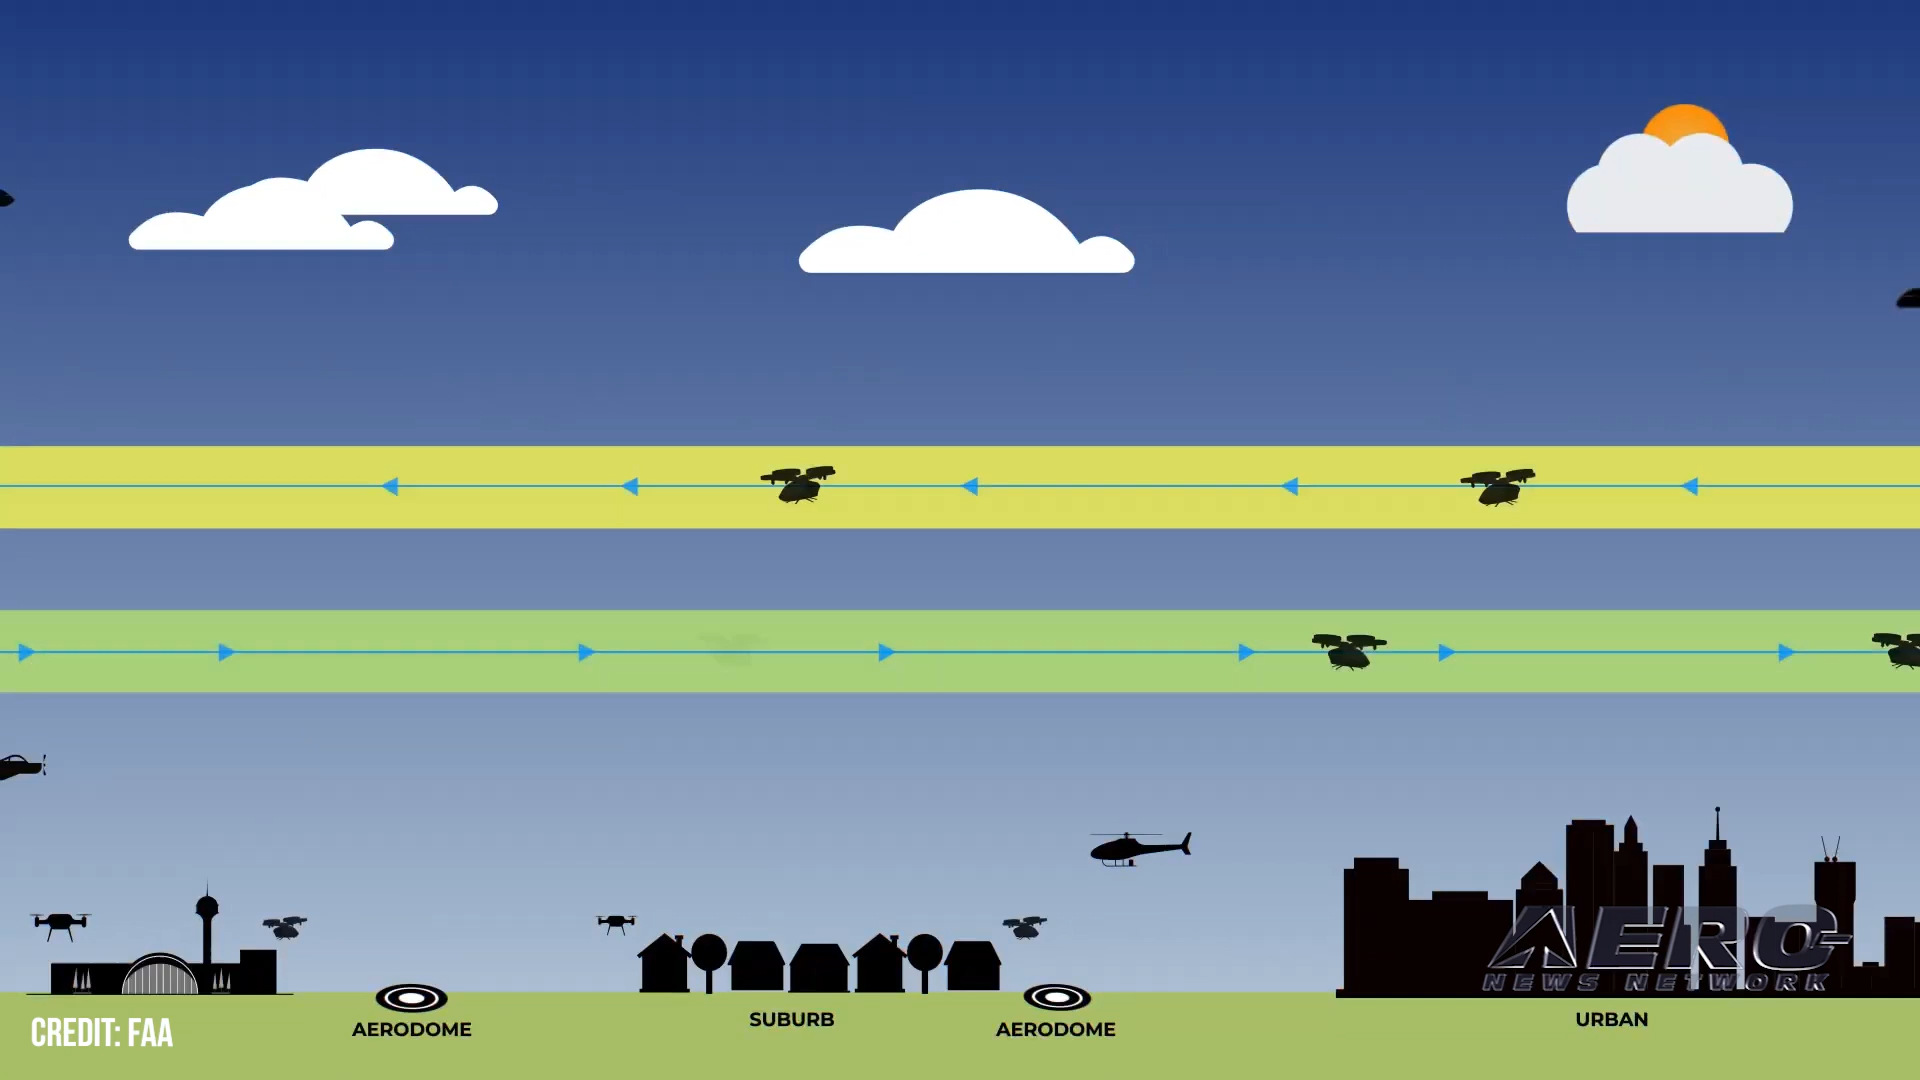 AERO-
NEWS NETWORK
AERODOME
SUBURB
AERODOME
URBAN
CREDIT: FAA